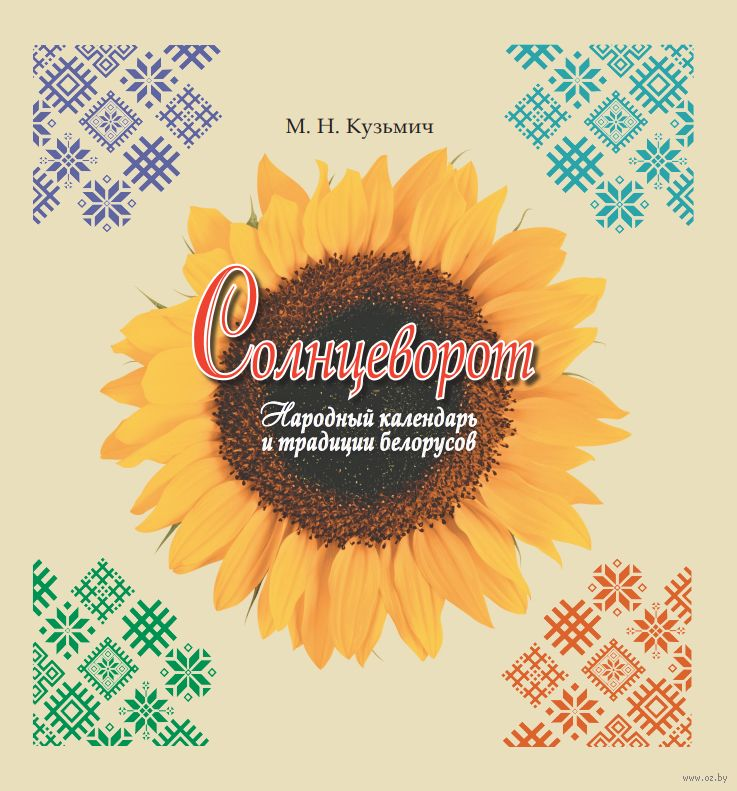 М. Н. Кузьмич
Солнцеворот
Народный календарь
и традиции белорусов
www.oz.by